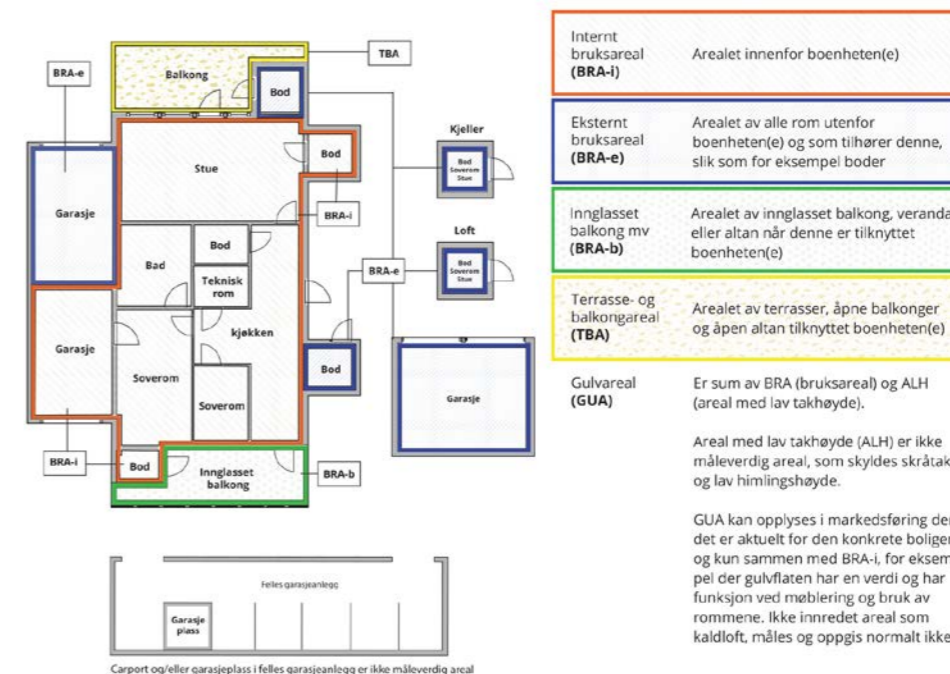 TBA
BRA-e
Balkong
Bod
Kjeller
Bod
Soverom
Stue
Stue
Bod
Garasje
BRA-i
Loft
Bod
Bad
Teknisk
rom
BRA-e
Bod
Soverom
Stue
kjøkken
Garasje
Soverom
Bod
Soverom
Garasje
BRA-i
Bod
Innglasset
balkong
BRA-b
Felles garasjeanlegg
Garasje
plass
Carport og/eller garasjeplass i felles garasjeanlegg er ikke måleverdig areal
Internt
bruksareal
(BRA-i)
Arealet innenfor boenheten(e)
Eksternt
bruksareal
(BRA-e)
Arealet av alle rom utenfor
boenheten(e) og som tilhører denne,
slik som for eksempel boder
Innglasset
balkong mv
(BRA-b)
Arealet av innglasset balkong, veranda
eller altan når denne er tilknyttet
boenheten(e)
Terrasse- og
balkongareal
(TBA)
Arealet av terrasser, åpne balkonger
og åpen altan tilknyttet boenheten(e)
Gulvareal
(GUA)
Er sum av BRA (bruksareal) og ALH
(areal med lav takhøyde).
Areal med lav takhøyde (ALH) er ikke
måleverdig areal, som skyldes skråtak
og lav himlingshøyde.
GUA kan opplyses i markedsføring der
det er aktuelt for den konkrete boligen
og kun sammen med BRA-i, for eksem
pel der gulvflaten har en verdi og har
funksjon ved møblering og bruk av
rommene. Ikke innredet areal som
kaldloft, måles og oppgis normalt ikke